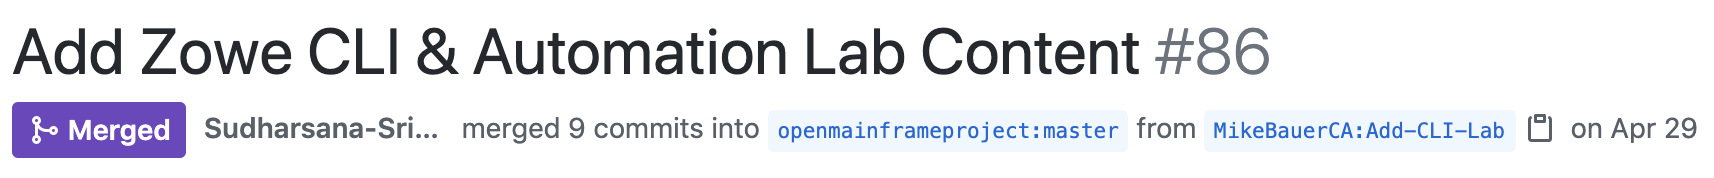 Add Zowe CLI & Automation Lab Content #86
Merged Sudharsana-Sri... merged 9 commits into openmainframeproject:master from MikeBauerCA:Add-CLI-Lab on Apr 29